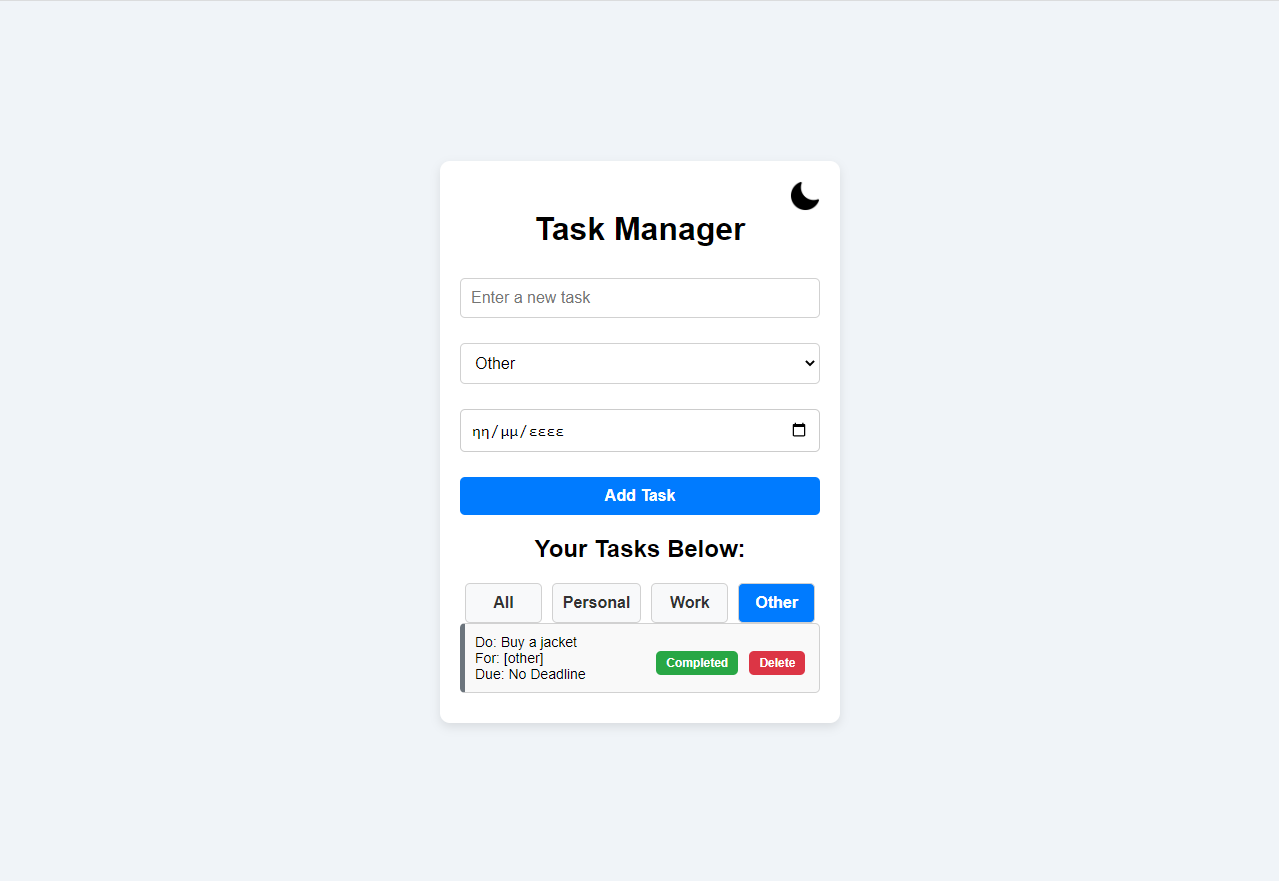 Task Manager
Enter a new task
Other
ηη/μμ/εεεε
Add Task
Your Tasks Below:
All Personal Work Other
Do: Buy a jacket
For: [other]
Due: No Deadline
Completed Delete